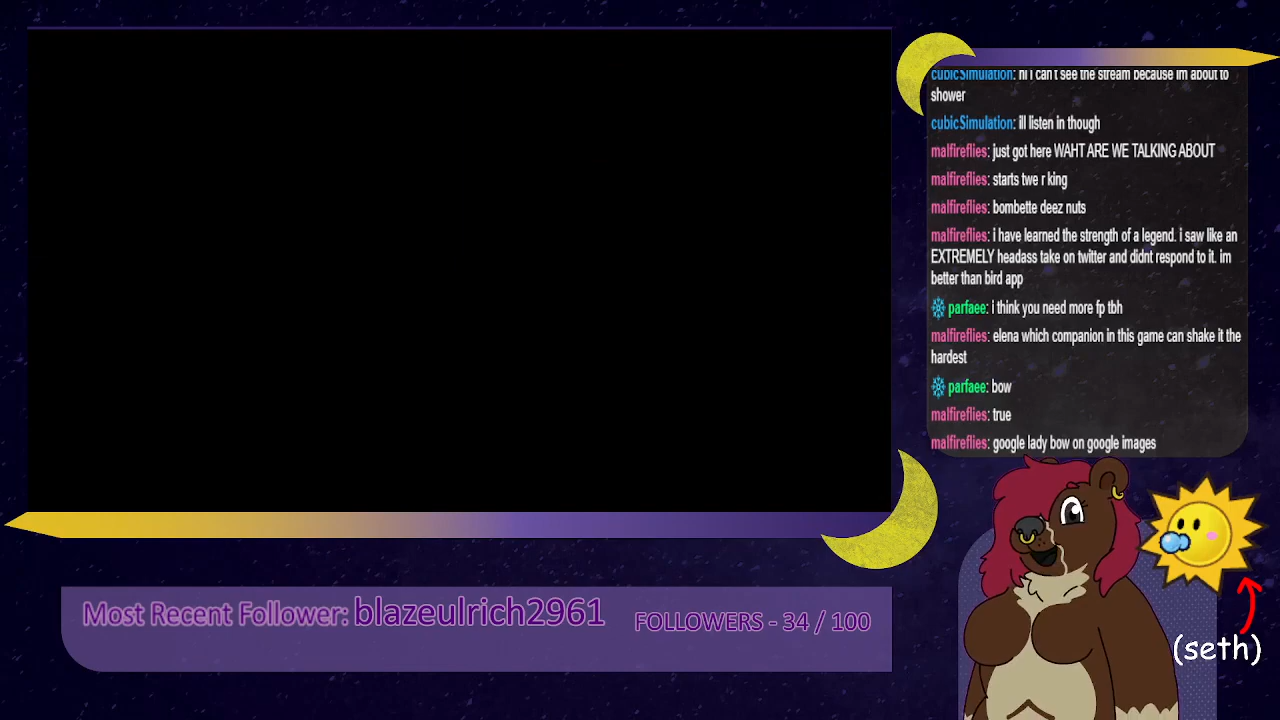 cubicSimulation: hi i can't see the stream because im about to
shower
cubicSimulation: ill listen in though
malfireflies: just got here WAHT ARE WE TALKING ABOUT
malfireflies: starts twe r king
malfireflies: bombette deez nuts
malfireflies: i have learned the strength of a legend. i saw like an
EXTREMELY headass take on twitter and didnt respond to it. im
better than bird app
parfaee: i think you need more fp tbh
malfireflies: elena which companion in this game can shake it the
hardest
parfaee: bow
malfireflies: true
malfireflies: google lady bow on google images
Most Recent Follower: blazeulrich2961
FOLLOWERS - 34 / 100
(seth)